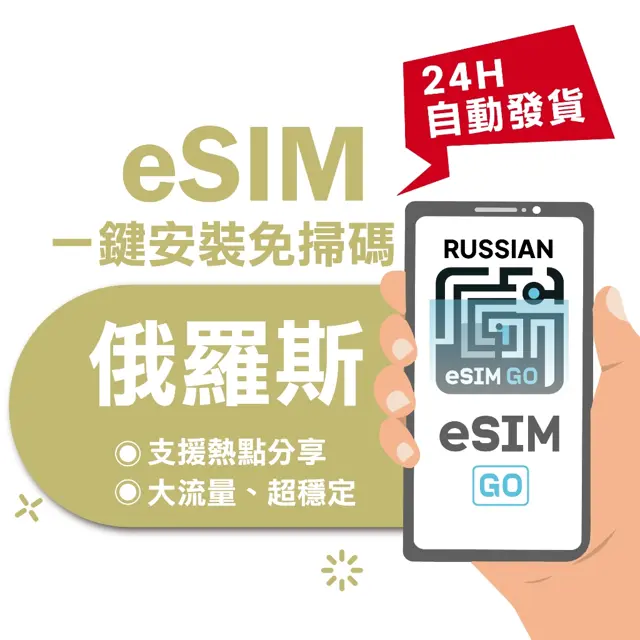 24H
自動發貨
eSIM
一鍵安裝免掃碼
俄羅斯
◉ 支援熱點分享
◉ 大流量、超穩定
RUSSIAN
eSIM GO
eSIM
GO